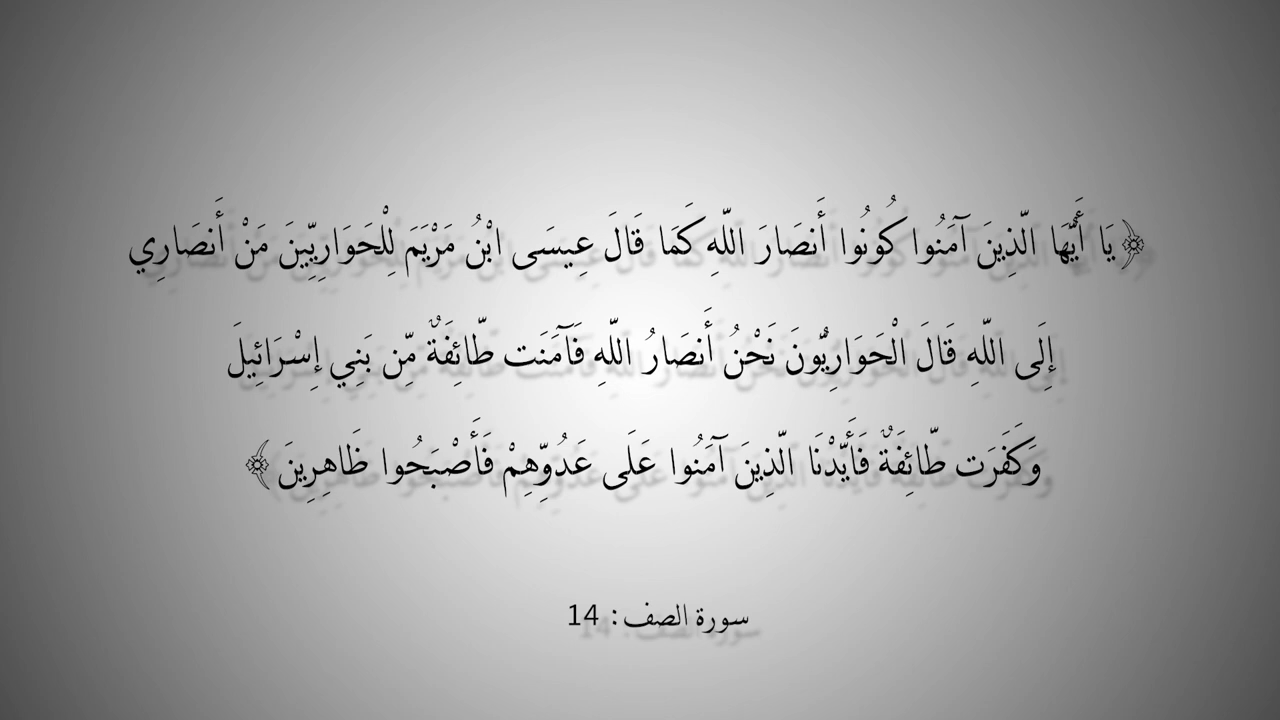 ﴿يَا أَيُّهَا الَّذِينَ آمَنُوا كُونُوا أَنصَارَ اللَّهِ كَمَا قَالَ عِيسَى ابْنُ مَرْيَمَ لِلْحَوَارِيِّينَ مَنْ أَنصَارِي
إِلَى اللَّهِ قَالَ الْحَوَارِيُّونَ نَحْنُ أَنصَارُ اللَّهِ فَآمَنَت طَّائِفَةٌ مِّن بَنِي إِسْرَائِيلَ
وَكَفَرَت طَّائِفَةٌ فَأَيَّدْنَا الَّذِينَ آمَنُوا عَلَى عَدُوِّهِمْ فَأَصْبَحُوا ظَاهِرِينَ﴾
سورة الصف: 14